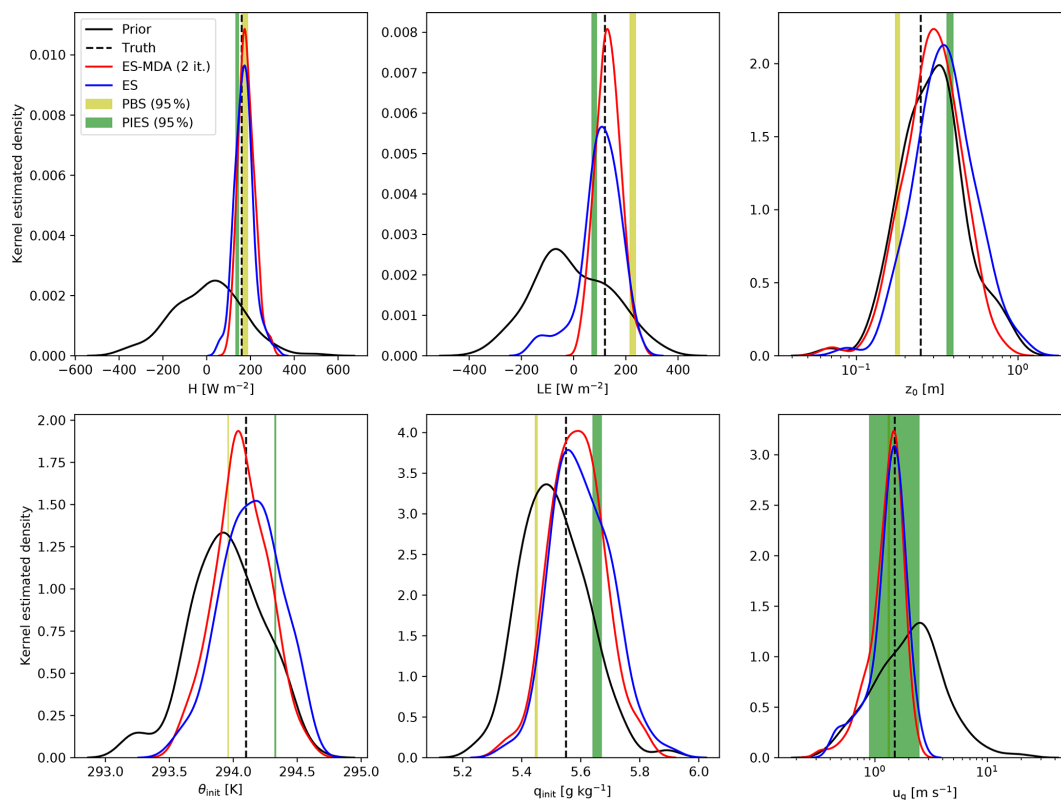 Prior
Truth
ES-MDA (2 it.)
ES
PBS (95 %)
PIES (95 %)
Kernel estimated density
0.010
0.008
0.006
0.004
0.002
0.000
−600 −400 −200 0 200 400 600
H [W m⁻²]
0.008
0.007
0.006
0.005
0.004
0.003
0.002
0.001
0.000
−400 −200 0 200 400
LE [W m⁻²]
2.0
1.5
1.0
0.5
0.0
10⁻¹ 10⁰
z₀ [m]
Kernel estimated density
2.00
1.75
1.50
1.25
1.00
0.75
0.50
0.25
0.00
293.0 293.5 294.0 294.5 295.0
θinit [K]
4.0
3.5
3.0
2.5
2.0
1.5
1.0
0.5
0.0
5.2 5.4 5.6 5.8 6.0
qinit [g kg⁻¹]
3.0
2.5
2.0
1.5
1.0
0.5
0.0
10⁰ 10¹
ug [m s⁻¹]